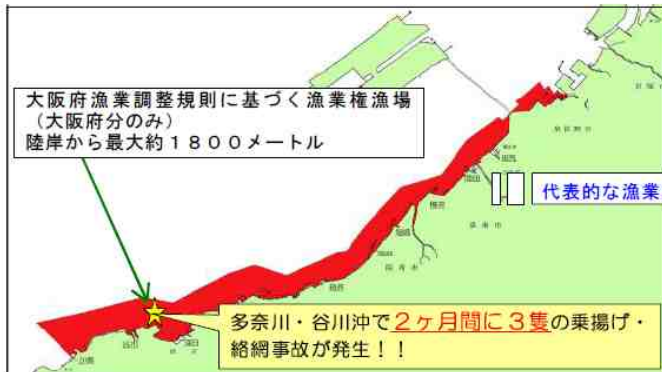 大阪府漁業調整規則に基づく漁業権漁場
（大阪府分のみ）
陸岸から最大約１８００メートル
代表的な漁業
多奈川・谷川沖で２ヶ月間に３隻の乗揚げ・
絡網事故が発生！！